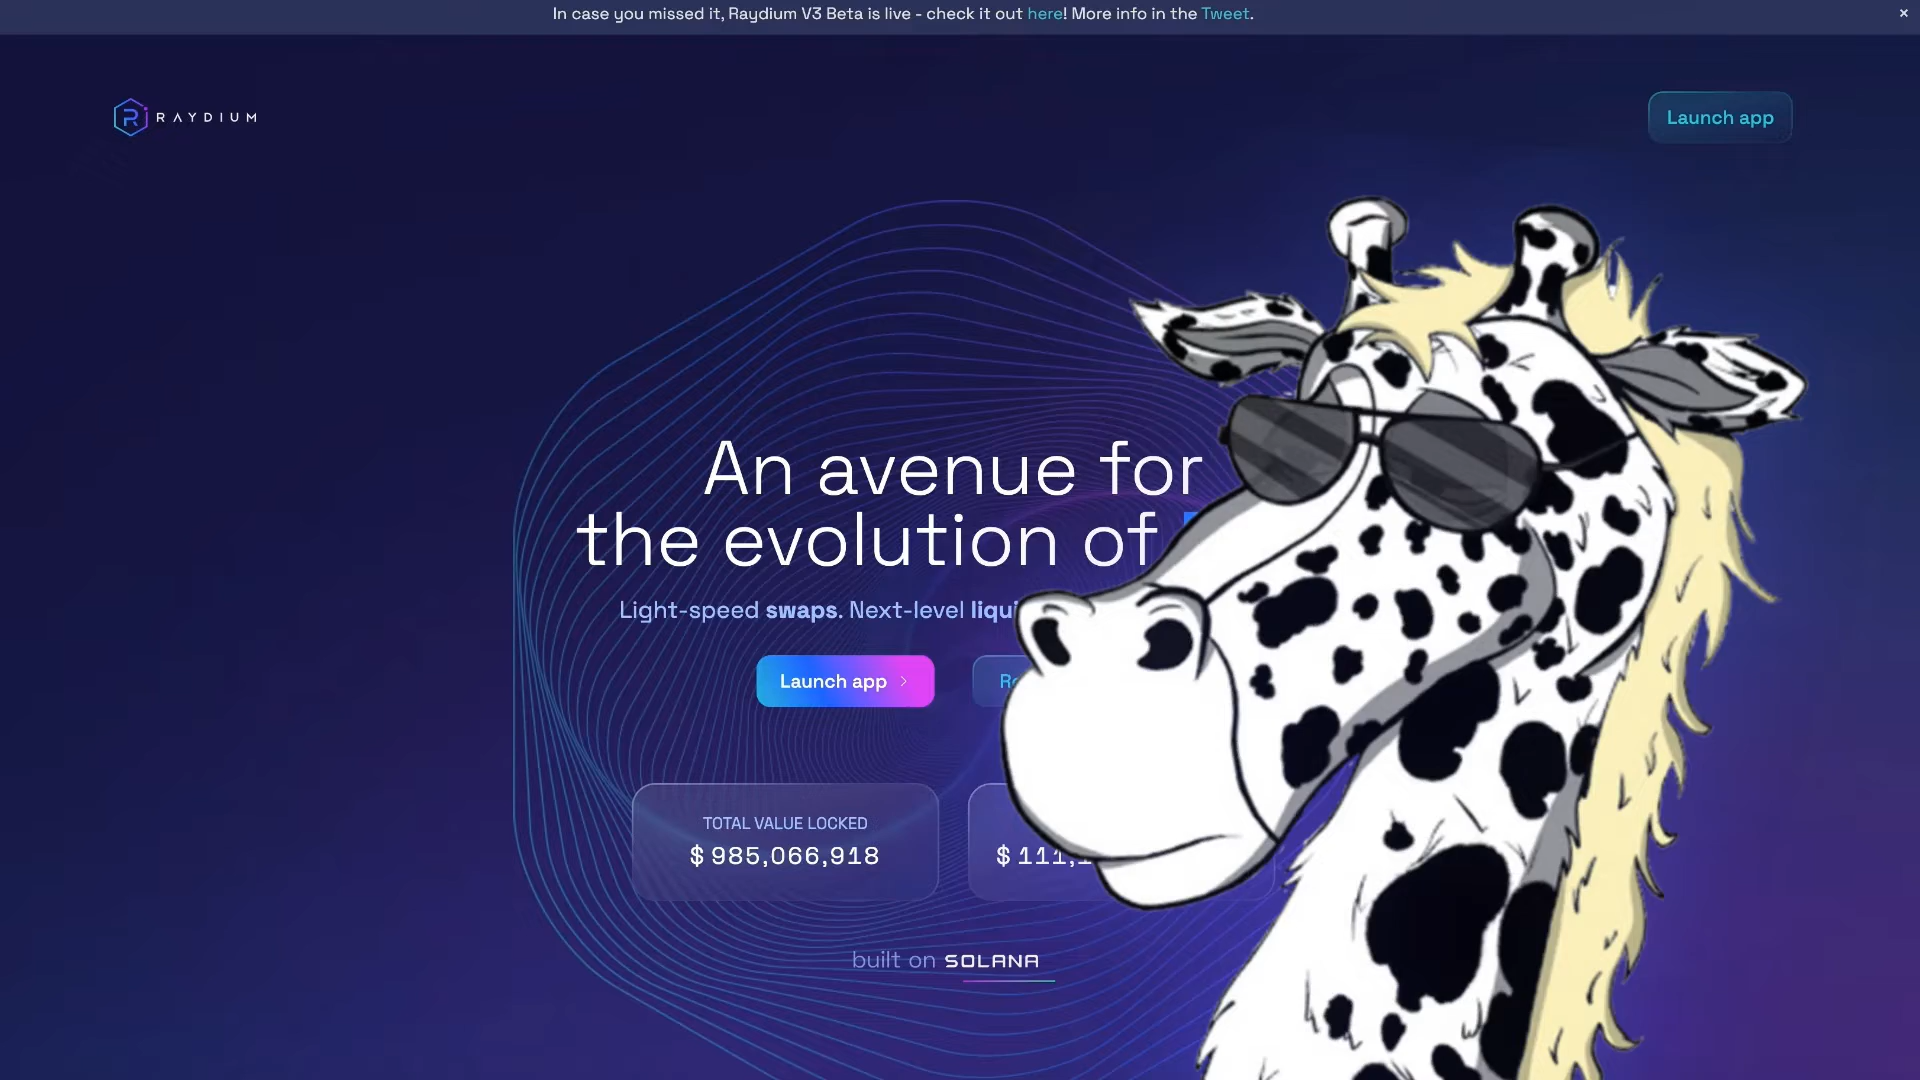 In case you missed it, Raydium V3 Beta is live - check it out here! More info in the Tweet.
×
RAYDIUM
Launch app
An avenue for
the evolution of
Light-speed swaps. Next-level
Launch app >
TOTAL VALUE LOCKED
$ 985,066,918
built on SOLANA